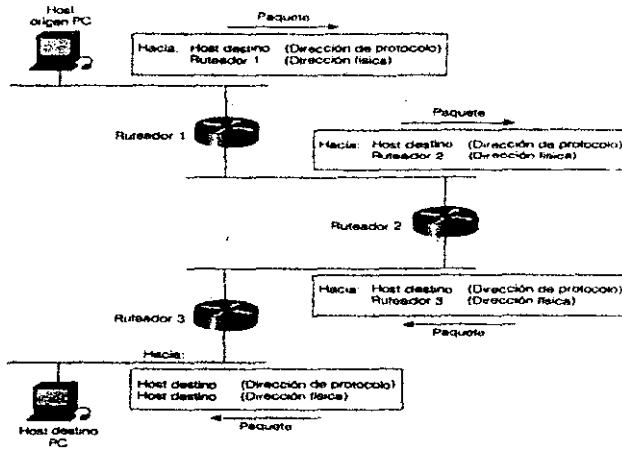 Host
origen PC
Paquete
Hacia: Host destino (Dirección de protocolo)
Ruteador 1 (Dirección física)
Ruteador 1
Paquete
Hacia: Host destino (Dirección de protocolo)
Ruteador 2 (Dirección física)
Ruteador 2
Hacia: Host destino (Dirección de protocolo)
Ruteador 3 (Dirección física)
Paquete
Ruteador 3
Hacia:
Host destino (Dirección de protocolo)
Host destino (Dirección física)
Paquete
Host destino
PC